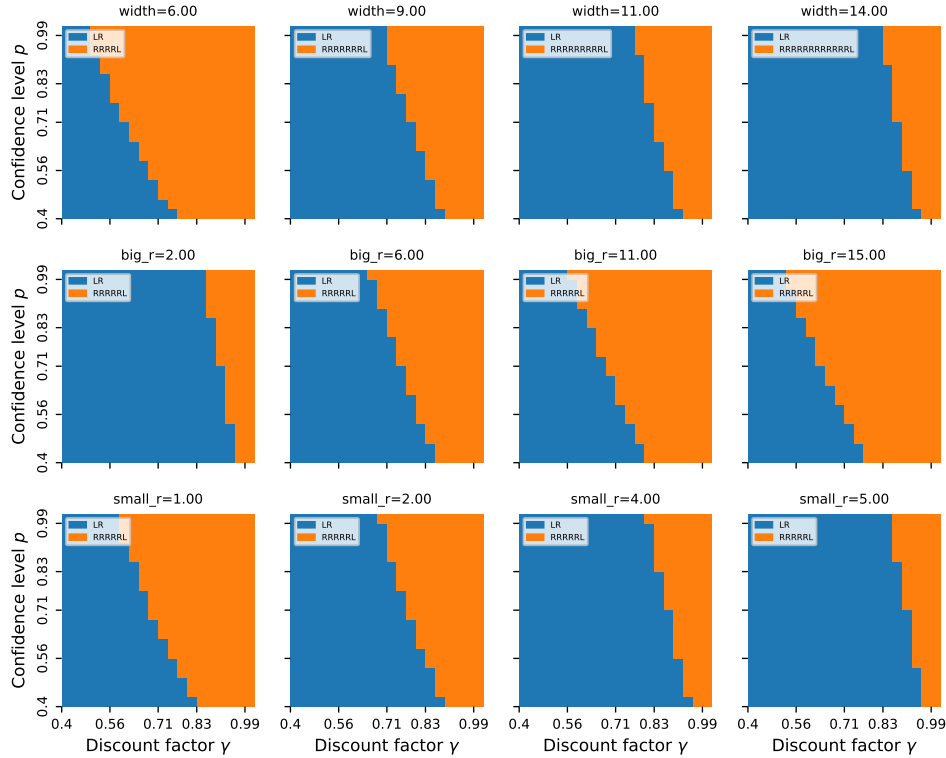 width=6.00
width=9.00
width=11.00
width=14.00
LR
RRRRL
LR
RRRRRRRL
LR
RRRRRRRRRL
LR
RRRRRRRRRRRRL
Confidence level p
0.99
0.83
0.71
0.56
0.4
big_r=2.00
big_r=6.00
big_r=11.00
big_r=15.00
LR
RRRRRL
LR
RRRRRL
LR
RRRRRL
LR
RRRRRL
Confidence level p
0.99
0.83
0.71
0.56
0.4
small_r=1.00
small_r=2.00
small_r=4.00
small_r=5.00
LR
RRRRRL
LR
RRRRRL
LR
RRRRRL
LR
RRRRRL
Confidence level p
0.99
0.83
0.71
0.56
0.4
0.4 0.56 0.71 0.83 0.99
0.4 0.56 0.71 0.83 0.99
0.4 0.56 0.71 0.83 0.99
0.4 0.56 0.71 0.83 0.99
Discount factor γ
Discount factor γ
Discount factor γ
Discount factor γ